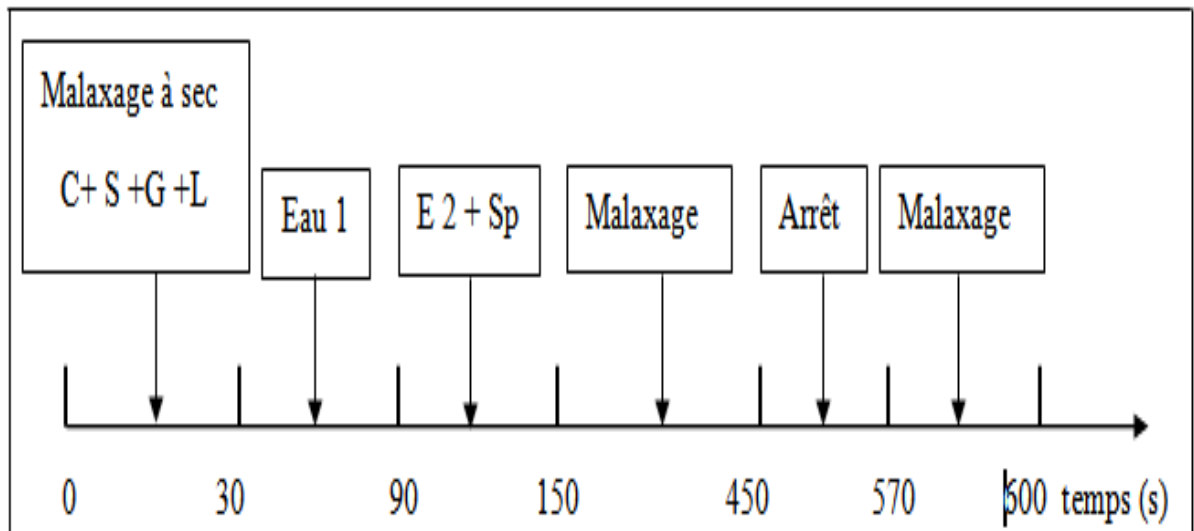 Malaxage à sec
C+ S +G +L
Eau 1
E 2 + Sp
Malaxage
Arrêt
Malaxage
0 30 90 150 450 570 600 temps (s)